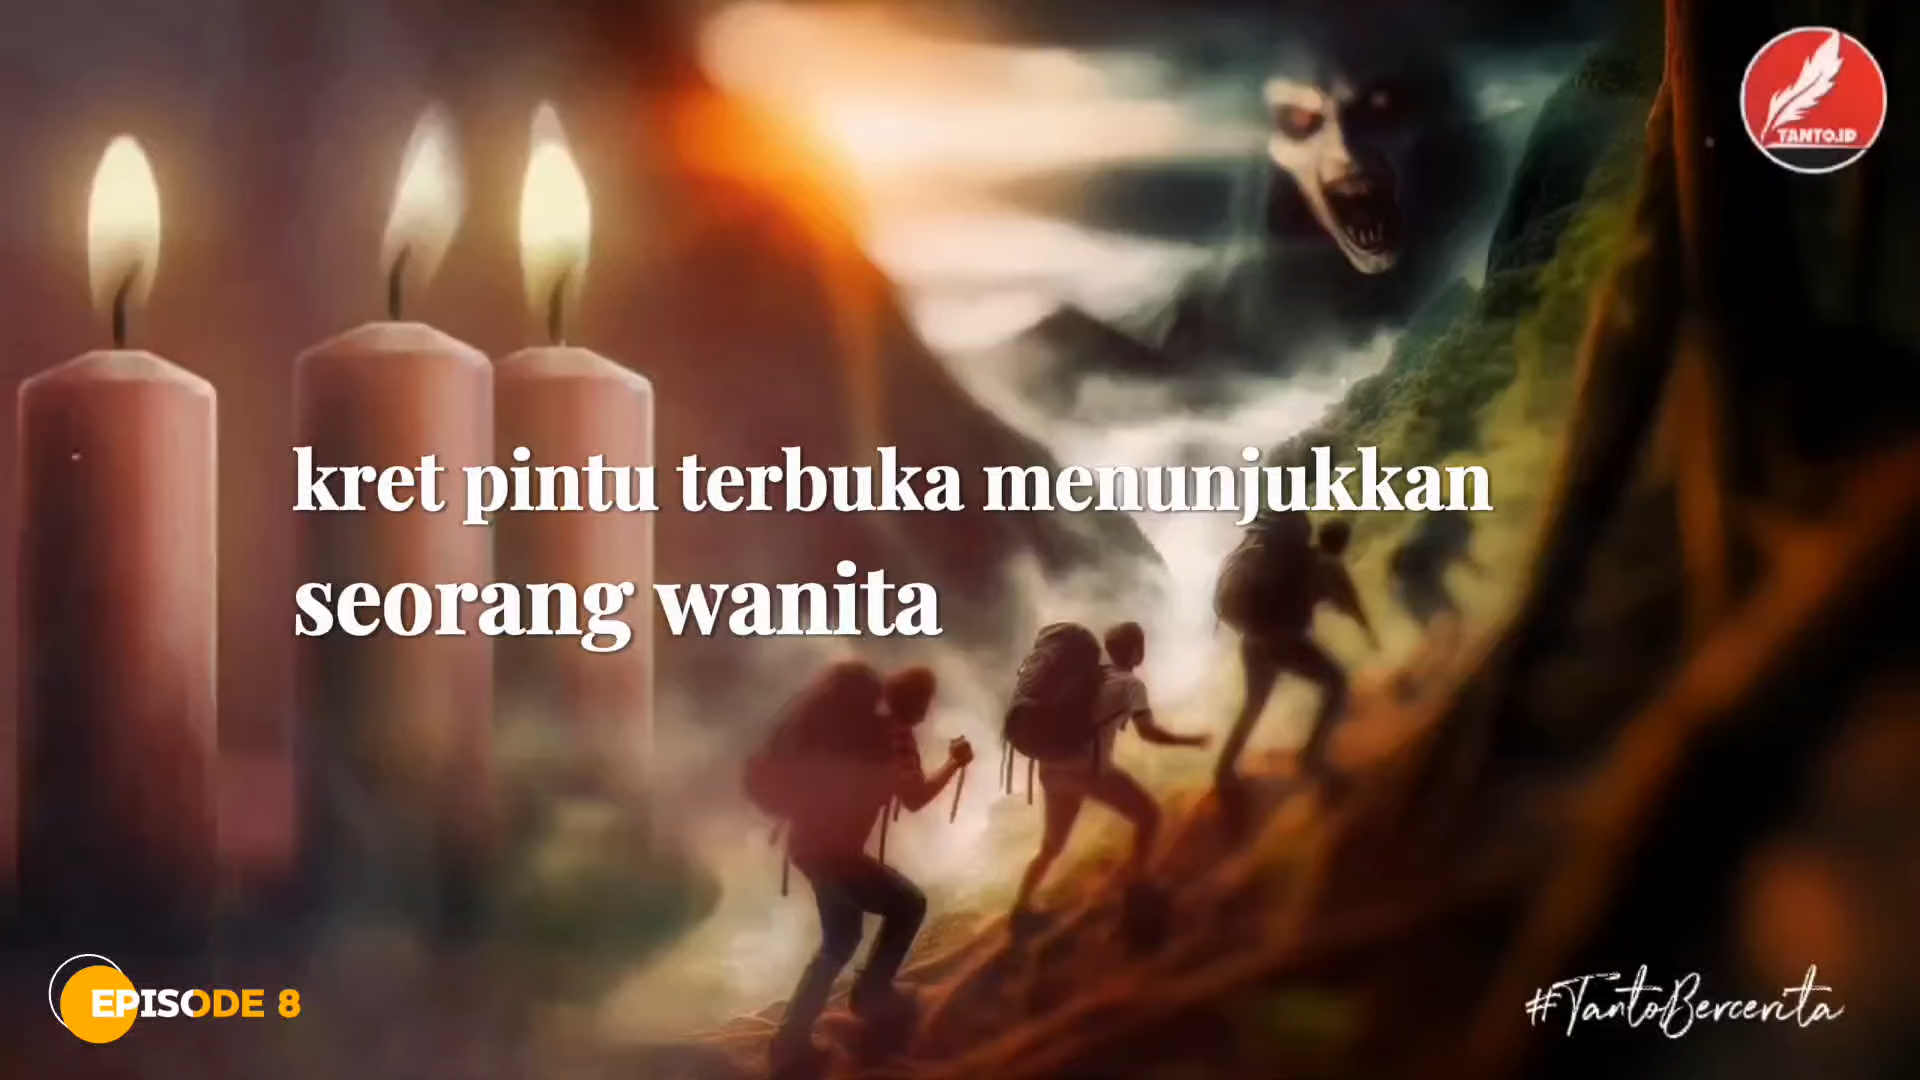 TANTO.ID
kret pintu terbuka menunjukkan
seorang wanita
EPISODE 8
#TantoBercerita